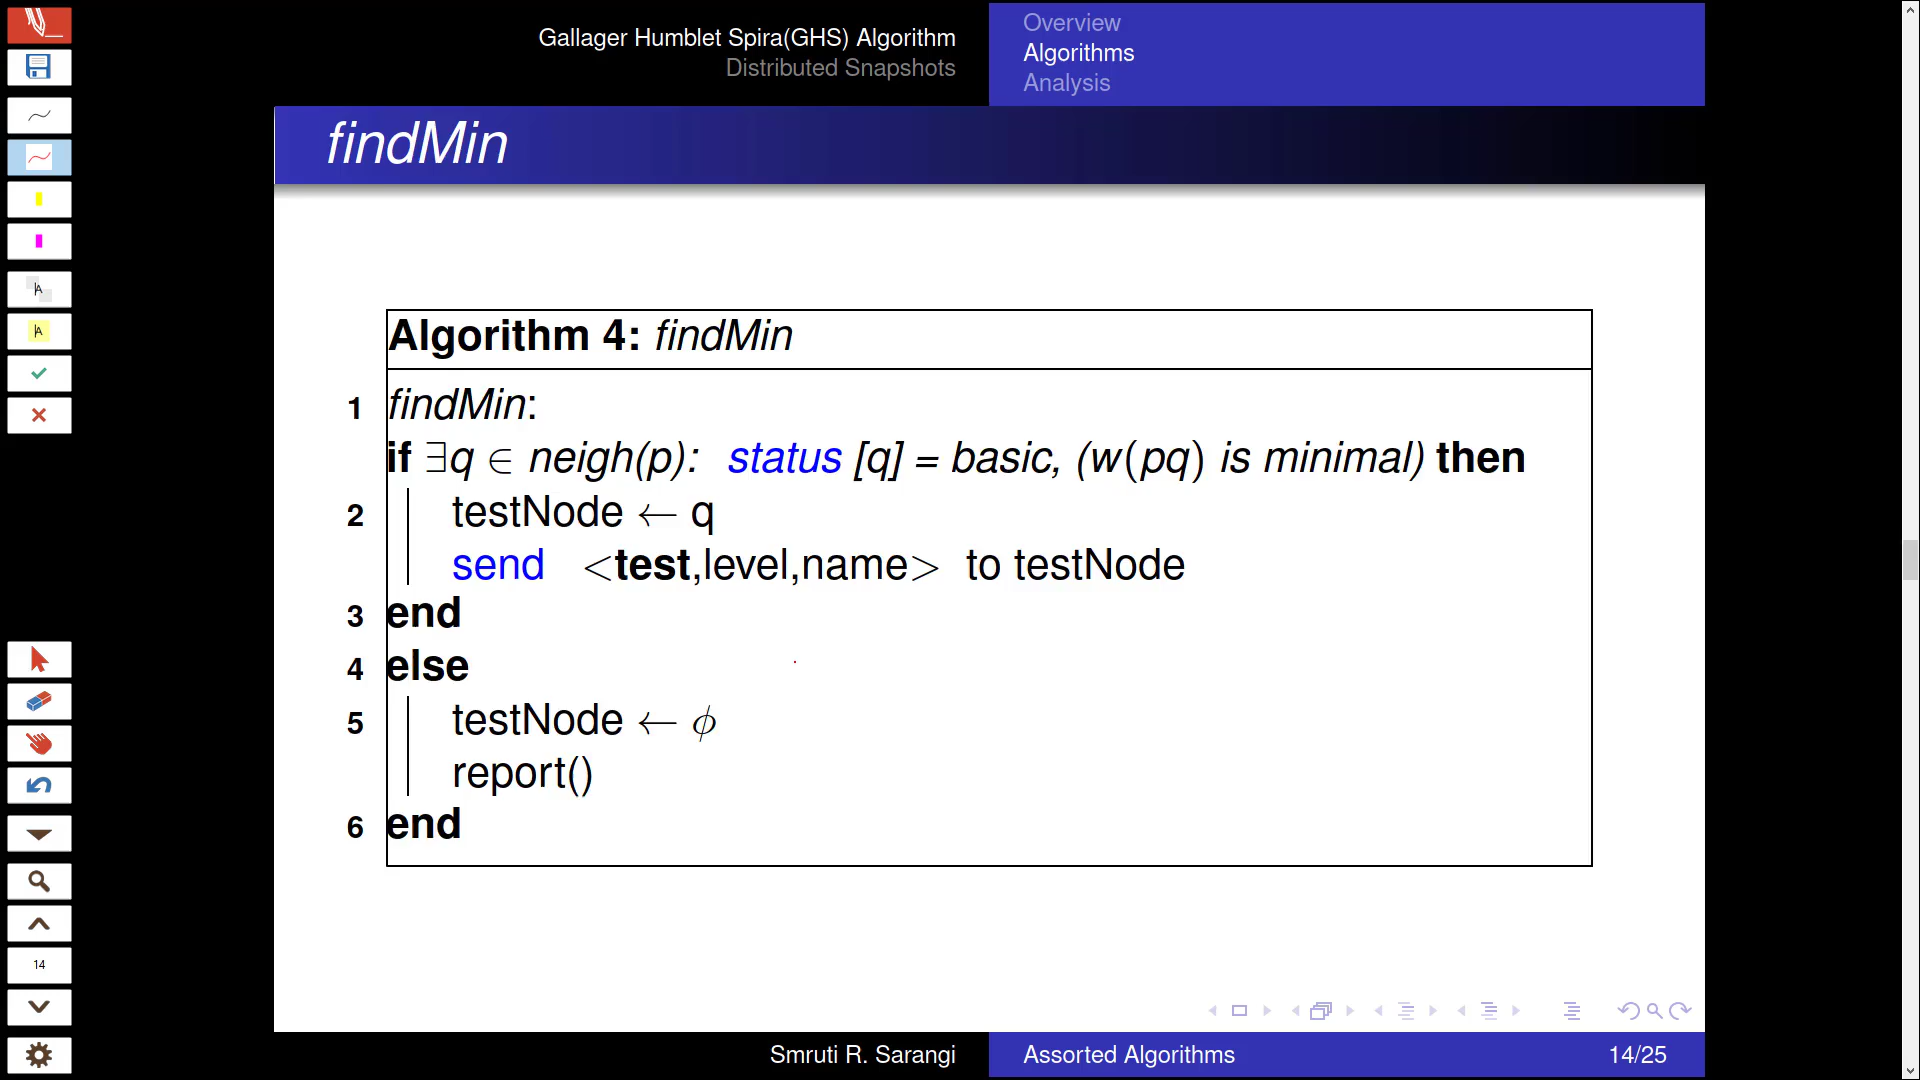 Gallager Humblet Spira(GHS) Algorithm
Distributed Snapshots
Overview
Algorithms
Analysis
findMin
Algorithm 4: findMin
1 findMin:
if ∃q ∈ neigh(p): status [q] = basic, (w(pq) is minimal) then
2 testNode ← q
send <test,level,name> to testNode
3 end
4 else
5 testNode ← ϕ
report()
6 end
14
Smruti R. Sarangi
Assorted Algorithms
14/25